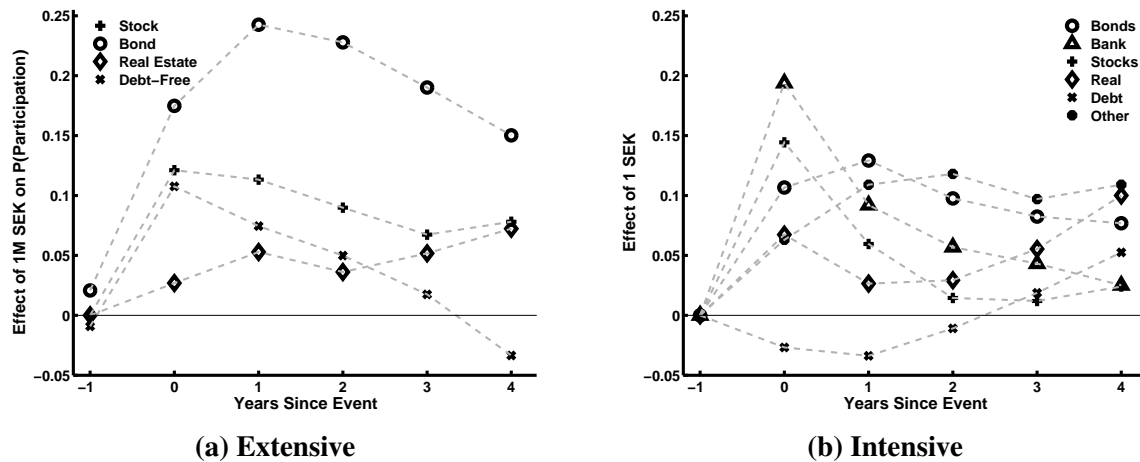 Effect of 1M SEK on P(Participation)
0.25
0.2
0.15
0.1
0.05
0
−0.05
Stock
Bond
Real Estate
Debt−Free
−1 0 1 2 3 4
Years Since Event
(a) Extensive
Effect of 1 SEK
0.25
0.2
0.15
0.1
0.05
0
−0.05
Bonds
Bank
Stocks
Real
Debt
Other
−1 0 1 2 3 4
Years Since Event
(b) Intensive